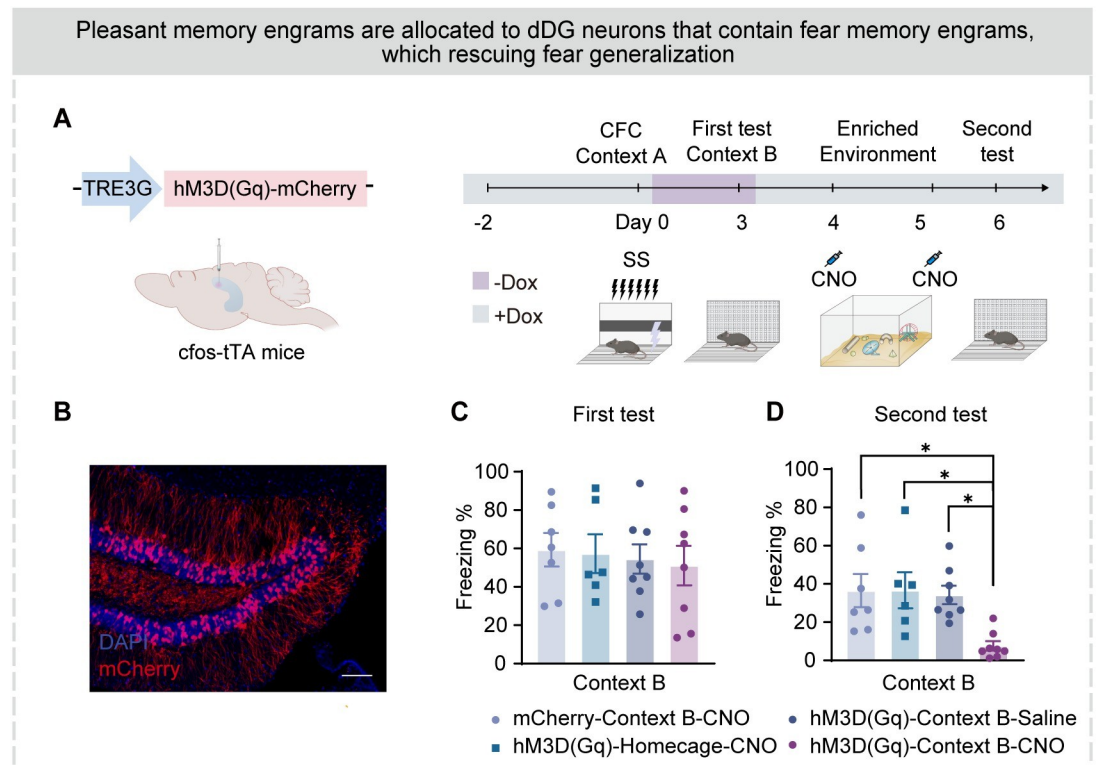 Pleasant memory engrams are allocated to dDG neurons that contain fear memory engrams,
which rescuing fear generalization
A
TRE3G hM3D(Gq)-mCherry
cfos-tTA mice
CFC
Context A
First test
Context B
Enriched
Environment
Second
test
-2 Day 0 3 4 5 6
-Dox
+Dox
SS
CNO CNO
B
DAPI
mCherry
C
First test
Freezing %
100
80
60
40
20
0
Context B
D
Second test
* * *
Freezing %
100
80
60
40
20
0
Context B
mCherry-Context B-CNO
hM3D(Gq)-Homecage-CNO
hM3D(Gq)-Context B-Saline
hM3D(Gq)-Context B-CNO